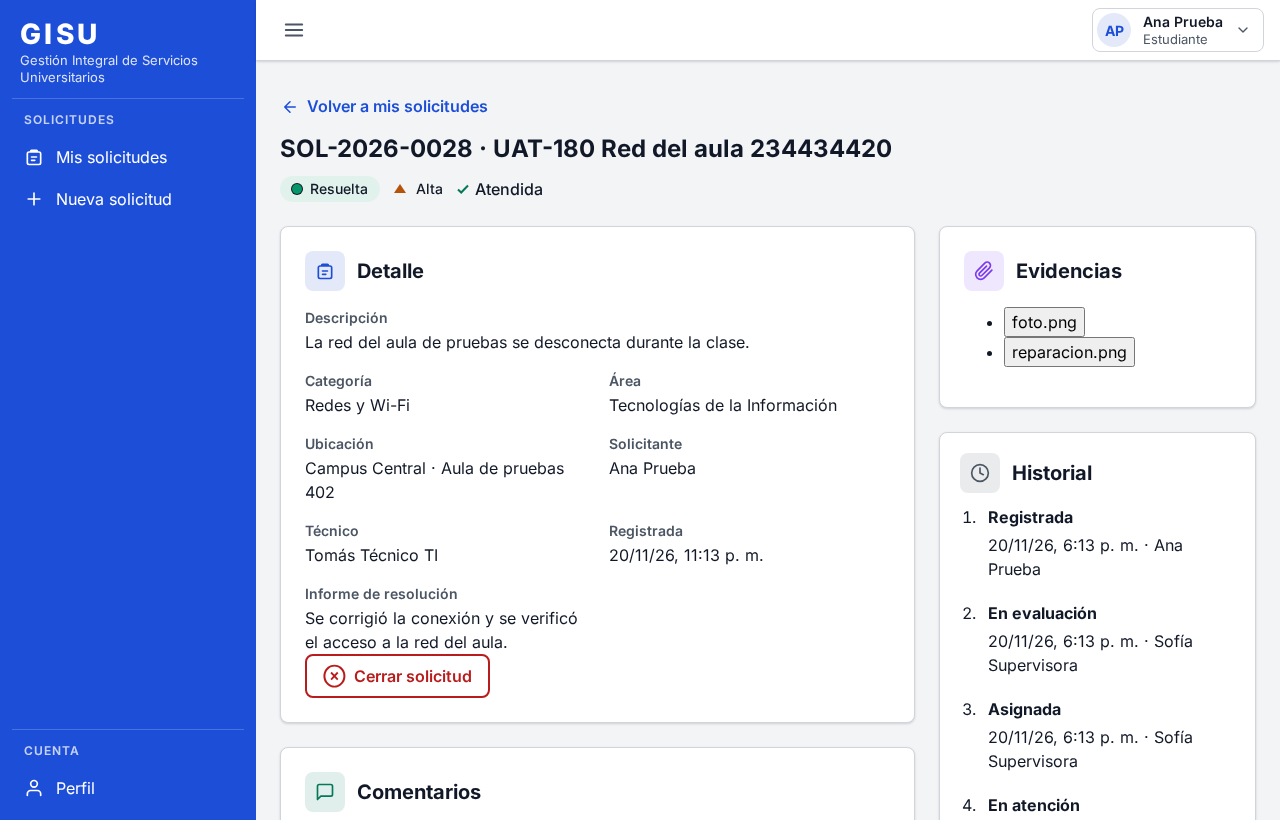 GISU
Gestión Integral de Servicios
Universitarios
SOLICITUDES
Mis solicitudes
Nueva solicitud
CUENTA
Perfil
AP
Ana Prueba
Estudiante
Volver a mis solicitudes
SOL-2026-0028 · UAT-180 Red del aula 234434420
Resuelta
Alta
Atendida
Detalle
Descripción
La red del aula de pruebas se desconecta durante la clase.
Categoría
Redes y Wi-Fi
Área
Tecnologías de la Información
Ubicación
Campus Central · Aula de pruebas
402
Solicitante
Ana Prueba
Técnico
Tomás Técnico TI
Registrada
20/11/26, 11:13 p. m.
Informe de resolución
Se corrigió la conexión y se verificó
el acceso a la red del aula.
Cerrar solicitud
Comentarios
Evidencias
foto.png
reparacion.png
Historial
1. Registrada
20/11/26, 6:13 p. m. · Ana
Prueba
2. En evaluación
20/11/26, 6:13 p. m. · Sofía
Supervisora
3. Asignada
20/11/26, 6:13 p. m. · Sofía
Supervisora
4. En atención